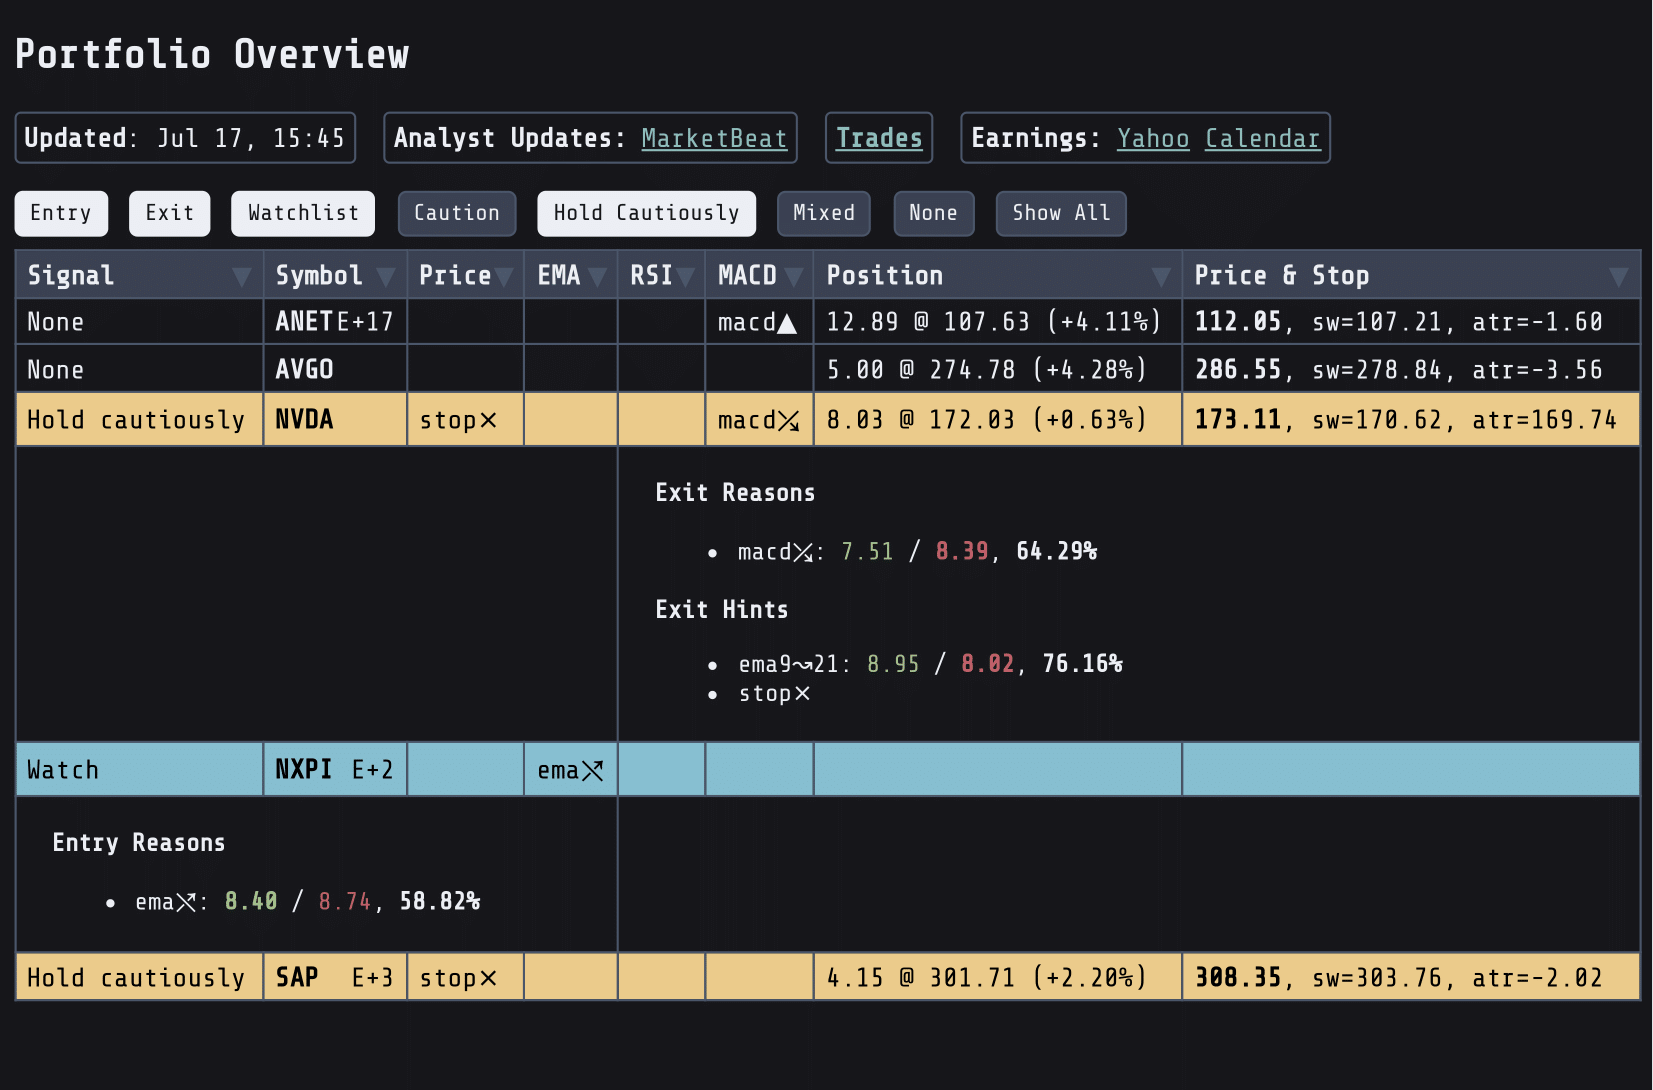 Portfolio Overview
Updated: Jul 17, 15:45 Analyst Updates: MarketBeat Trades Earnings: Yahoo Calendar
Entry Exit Watchlist Caution Hold Cautiously Mixed None Show All
Signal ▼ Symbol ▼ Price ▼ EMA ▼ RSI ▼ MACD ▼ Position ▼ Price & Stop ▼
None ANET E+17 macd▲ 12.89 @ 107.63 (+4.11%) 112.05, sw=107.21, atr=-1.60
None AVGO 5.00 @ 274.78 (+4.28%) 286.55, sw=278.84, atr=-3.56
Hold cautiously NVDA stop× macd⤰ 8.03 @ 172.03 (+0.63%) 173.11, sw=170.62, atr=169.74
Exit Reasons
• macd⤰: 7.51 / 8.39, 64.29%
Exit Hints
• ema9↝21: 8.95 / 8.02, 76.16%
• stop×
Watch NXPI E+2 ema⤯
Entry Reasons
• ema⤯: 8.40 / 8.74, 58.82%
Hold cautiously SAP E+3 stop× 4.15 @ 301.71 (+2.20%) 308.35, sw=303.76, atr=-2.02